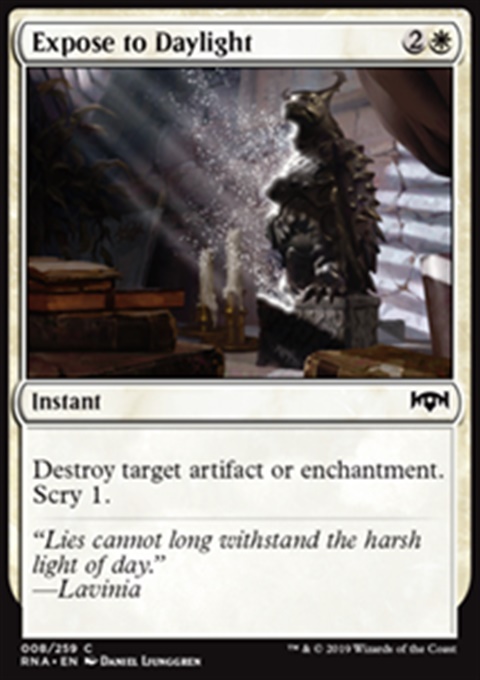 Expose to Daylight 2
Instant
Destroy target artifact or enchantment.
Scry 1.
“Lies cannot long withstand the harsh
light of day.”
—Lavinia
008/259 C
RNA • EN Daniel Ljunggren
™ & © 2019 Wizards of the Coast